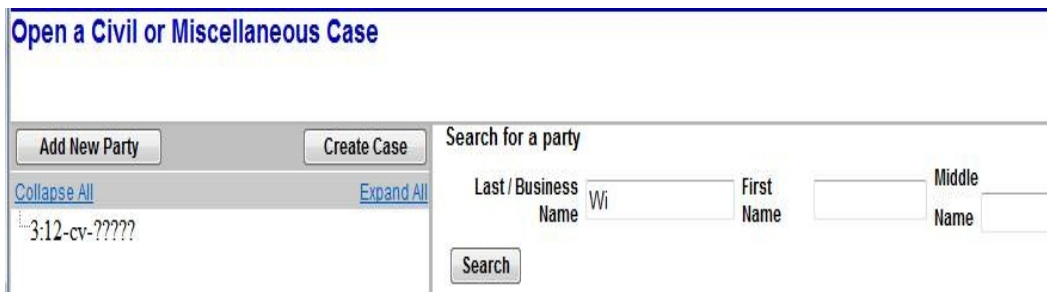 Open a Civil or Miscellaneous Case
Add New Party
Create Case
Collapse All
Expand All
3:12-cv-?????
Search for a party
Last / Business Name Wi
First Name
Middle Name
Search